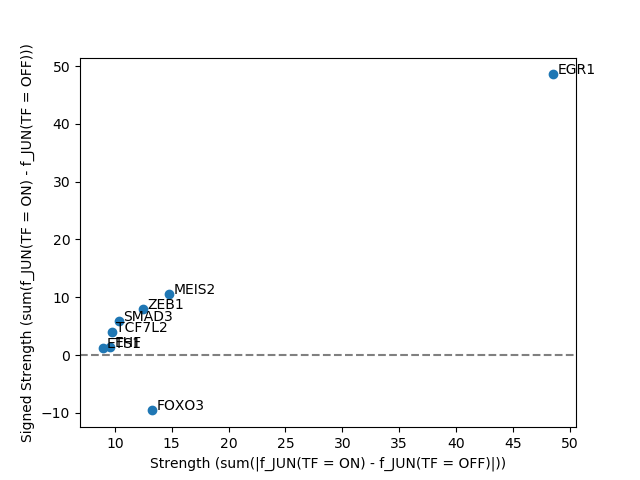 50
40
30
20
10
0
−10
10
15
20
25
30
35
40
45
50
Signed Strength (sum(f_JUN(TF = ON) - f_JUN(TF = OFF)))
Strength (sum(|f_JUN(TF = ON) - f_JUN(TF = OFF)|))
EGR1
MEIS2
ZEB1
SMAD3
TCF7L2
ETS1
FOXO3